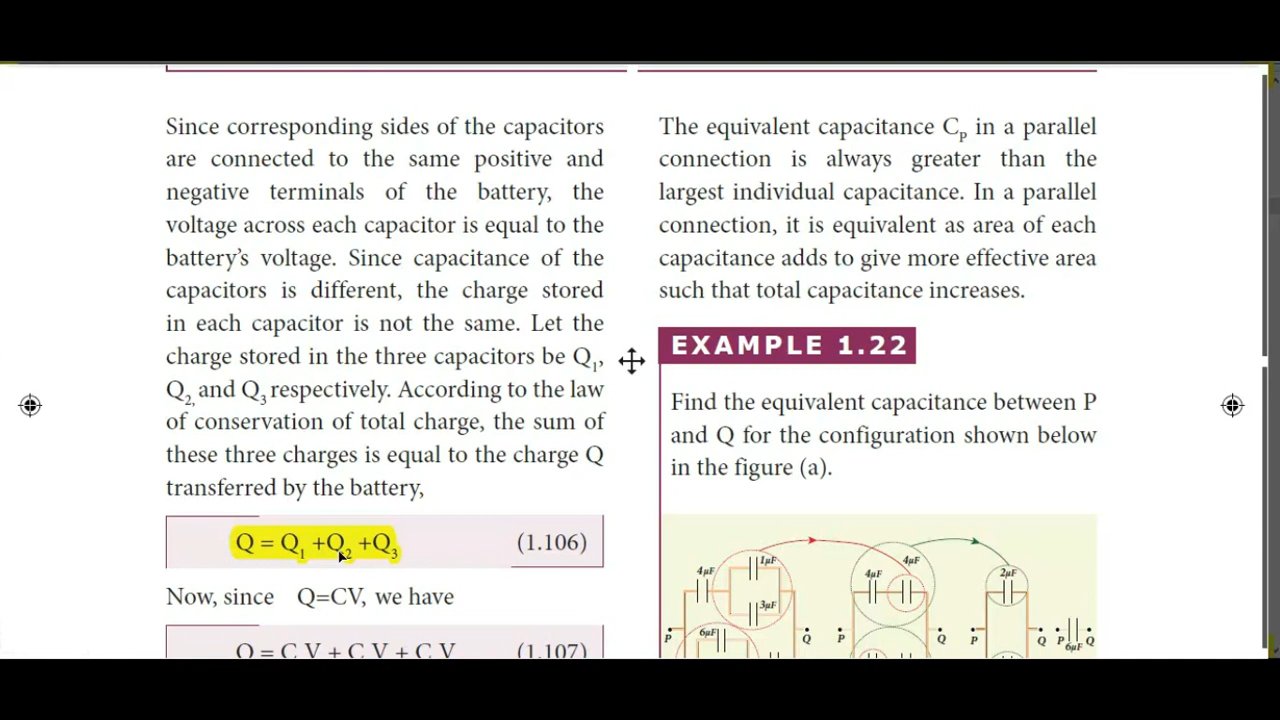 Since corresponding sides of the capacitors
are connected to the same positive and
negative terminals of the battery, the
voltage across each capacitor is equal to the
battery's voltage. Since capacitance of the
capacitors is different, the charge stored
in each capacitor is not the same. Let the
charge stored in the three capacitors be Q₁,
Q₂, and Q₃ respectively. According to the law
of conservation of total charge, the sum of
these three charges is equal to the charge Q
transferred by the battery,
Q = Q₁ +Q₂ +Q₃ (1.106)
Now, since Q=CV, we have
Q = C V + C V + C V (1.107)
The equivalent capacitance Cₚ in a parallel
connection is always greater than the
largest individual capacitance. In a parallel
connection, it is equivalent as area of each
capacitance adds to give more effective area
such that total capacitance increases.
EXAMPLE 1.22
Find the equivalent capacitance between P
and Q for the configuration shown below
in the figure (a).
4μF 1μF 4μF 4μF 2μF
3μF
P 6μF Q P Q P Q P 6μF Q